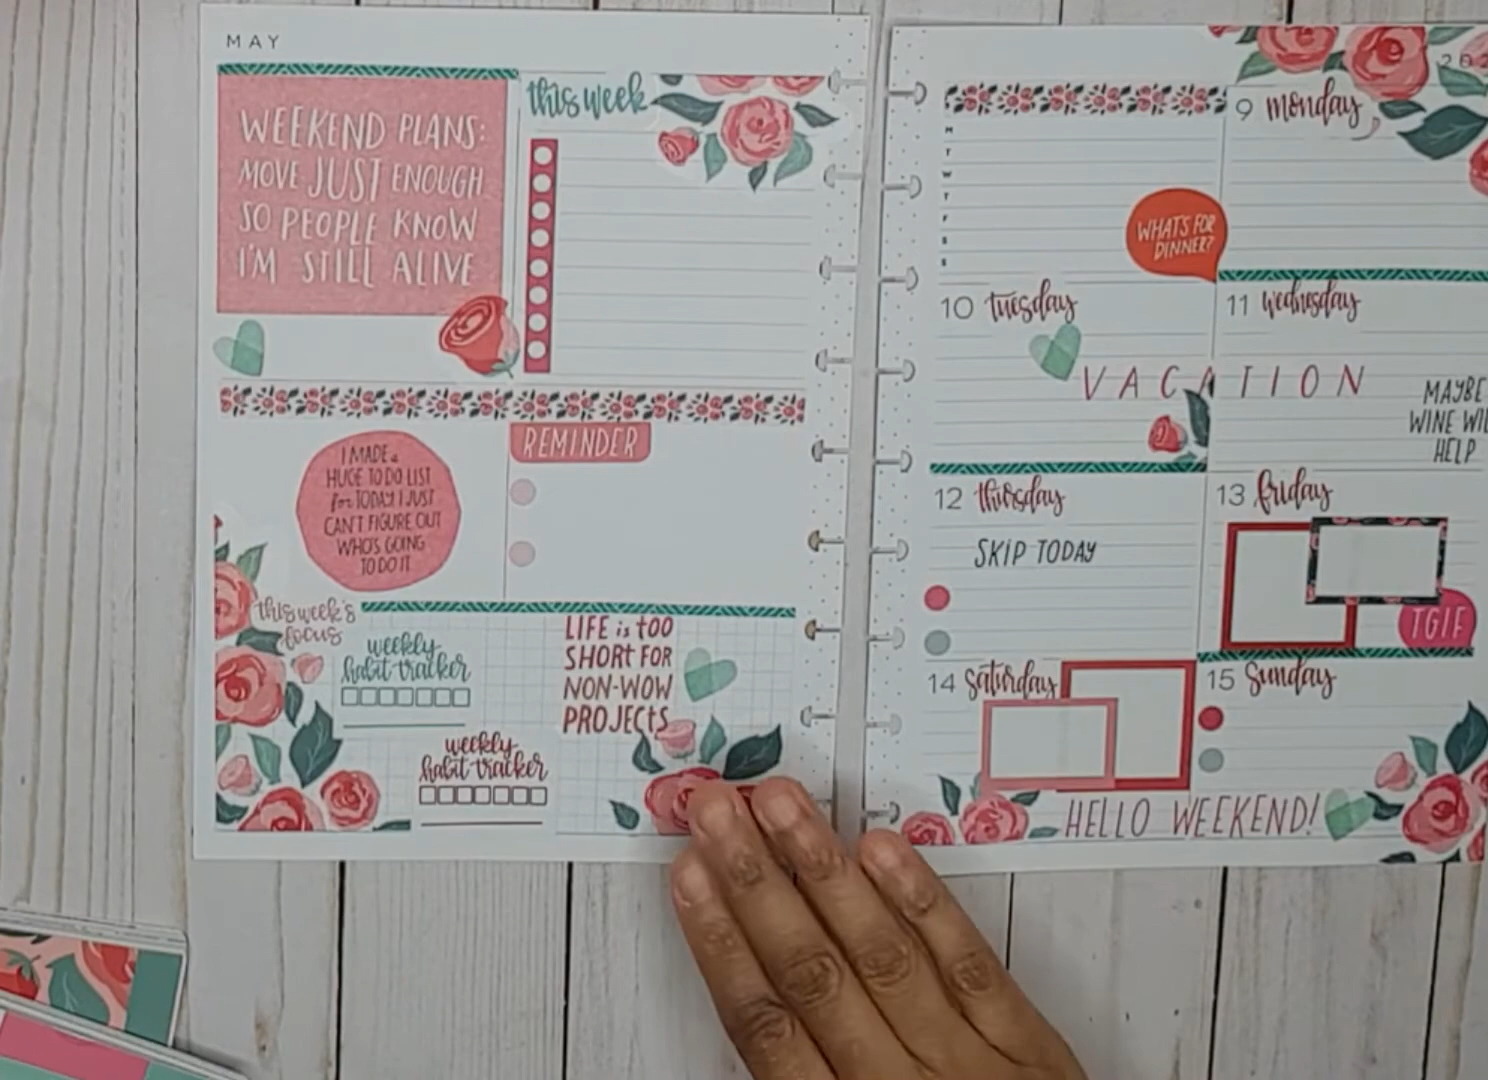 MAY
WEEKEND PLANS:
MOVE JUST ENOUGH
SO PEOPLE KNOW
I'M STILL ALIVE
this week
REMINDER
I MADE a
HUGE TO DO LIST
for TODAY I JUST
CAN'T FIGURE OUT
WHO'S GOING
TO DO IT
this week's
focus
weekly
habit tracker
weekly
habit tracker
LIFE is too
SHORT FOR
NON-WOW
PROJECTS
M
T
W
T
F
S
S
WHAT'S FOR
DINNER?
9 monday
10 tuesday
11 wednesday
VACATION
MAYBE
WINE
HELP
12 thursday
SKIP TODAY
13 friday
TGIF
14 saturday
15 sunday
HELLO WEEKEND!